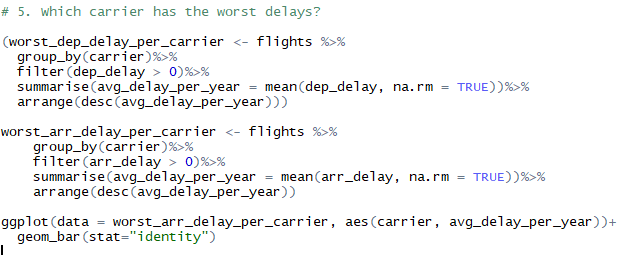 # 5. Which carrier has the worst delays?
(worst_dep_delay_per_carrier <- flights %>%
group_by(carrier)%>%
filter(dep_delay > 0)%>%
summarise(avg_delay_per_year = mean(dep_delay, na.rm = TRUE))%>%
arrange(desc(avg_delay_per_year)))
worst_arr_delay_per_carrier <- flights %>%
group_by(carrier)%>%
filter(arr_delay > 0)%>%
summarise(avg_delay_per_year = mean(arr_delay, na.rm = TRUE))%>%
arrange(desc(avg_delay_per_year))
ggplot(data = worst_arr_delay_per_carrier, aes(carrier, avg_delay_per_year))+
geom_bar(stat="identity")